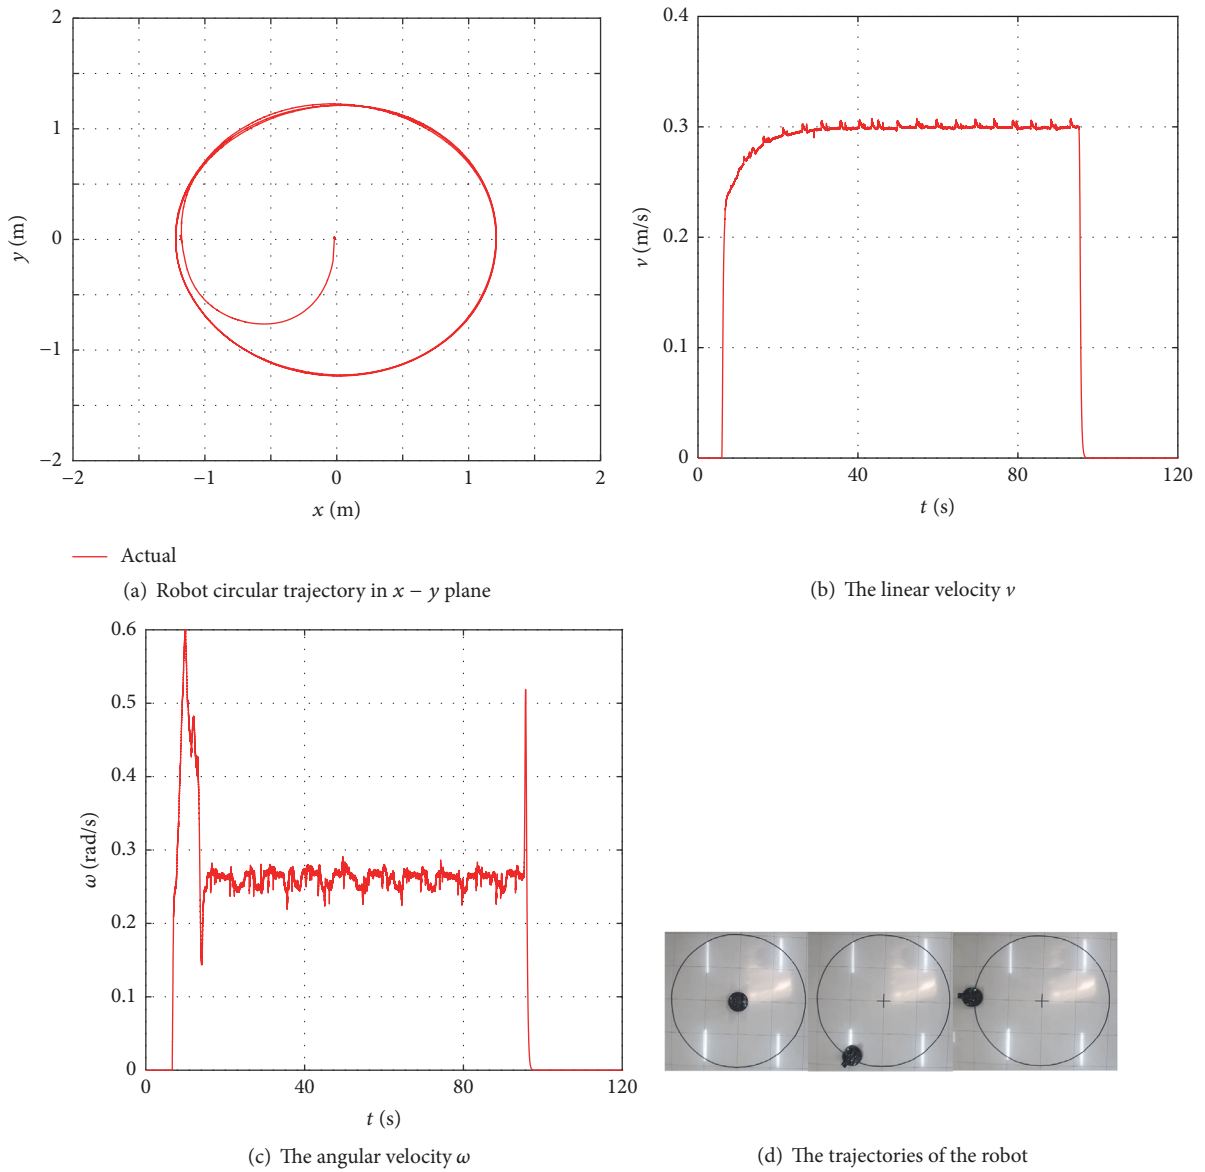 2
1
0
−1
−2
y (m)
−2
−1
0
1
2
x (m)
Actual
(a) Robot circular trajectory in x − y plane
0.4
0.3
0.2
0.1
0
v (m/s)
0
40
80
120
t (s)
(b) The linear velocity v
0.6
0.5
0.4
0.3
0.2
0.1
0
ω (rad/s)
0
40
80
120
t (s)
(c) The angular velocity ω
(d) The trajectories of the robot